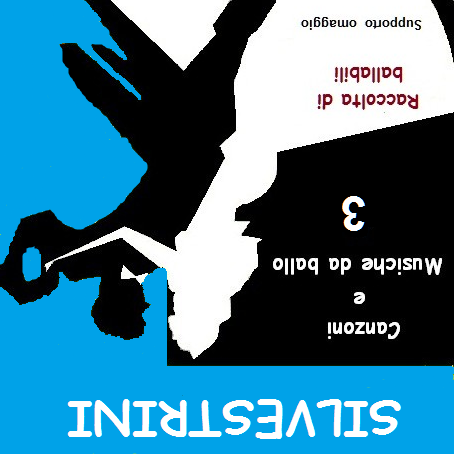 SILVESTRINI
Canzoni
e
Musiche da ballo
3
Raccolta di
ballabili
Supporto omaggio